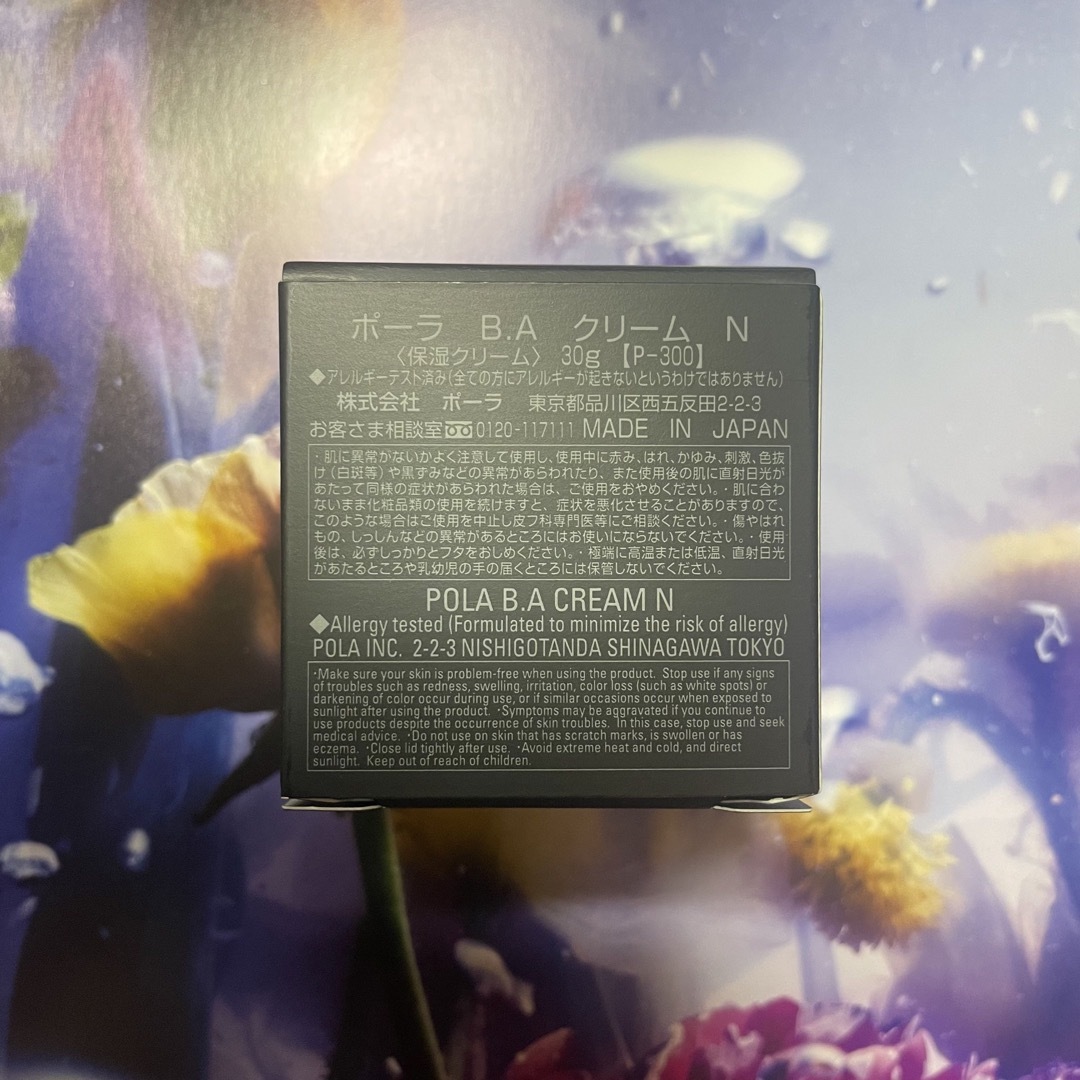 ポーラ B.A クリーム N
〈保湿クリーム〉 30g 【P-300】
◆アレルギーテスト済み(全ての方にアレルギーが起きないというわけではありません)
株式会社 ポーラ 東京都品川区西五反田2-2-3
お客さま相談室 0120-117111 MADE IN JAPAN
・肌に異常がないかよく注意して使用し、使用中に赤み、はれ、かゆみ、刺激、色抜
け(白斑等)や黒ずみなどの異常があらわれたり、また使用後の肌に直射日光が
あたって同様の症状があらわれた場合は、ご使用をおやめください。・肌に合わ
ないまま化粧品類の使用を続けますと、症状を悪化させることがありますので、
このような場合はご使用を中止し皮フ科専門医等にご相談ください。・傷やはれ
もの、しっしんなどの異常があるところにはお使いにならないでください。・使用
後は、必ずしっかりとフタをおしめください。・極端に高温または低温、直射日光
があたるところや乳幼児の手の届くところには保管しないでください。
POLA B.A CREAM N
◆Allergy tested (Formulated to minimize the risk of allergy)
POLA INC. 2-2-3 NISHIGOTANDA SHINAGAWA TOKYO
・Make sure your skin is problem-free when using the product. Stop use if any signs
of troubles such as redness, swelling, irritation, color loss (such as white spots) or
darkening of color occur during use, or if similar occasions occur when exposed to
sunlight after using the product. ・Symptoms may be aggravated if you continue to
use products despite the occurrence of skin troubles. In this case, stop use and seek
medical advice. ・Do not use on skin that has scratch marks, is swollen or has
eczema. ・Close lid tightly after use. ・Avoid extreme heat and cold, and direct
sunlight. Keep out of reach of children.